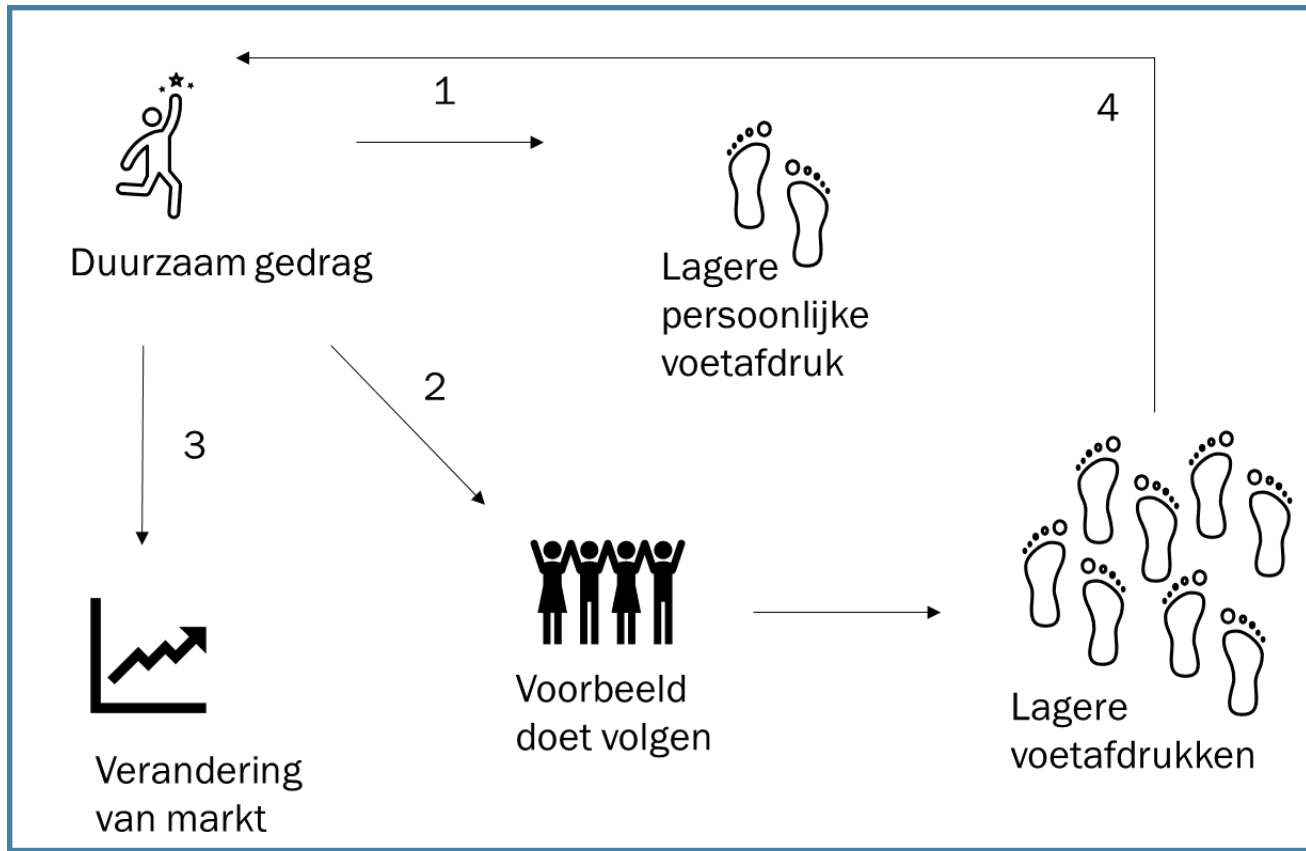 1
4
Duurzaam gedrag
Lagere
persoonlijke
voetafdruk
2
3
Voorbeeld
doet volgen
Lagere
voetafdrukken
Verandering
van markt